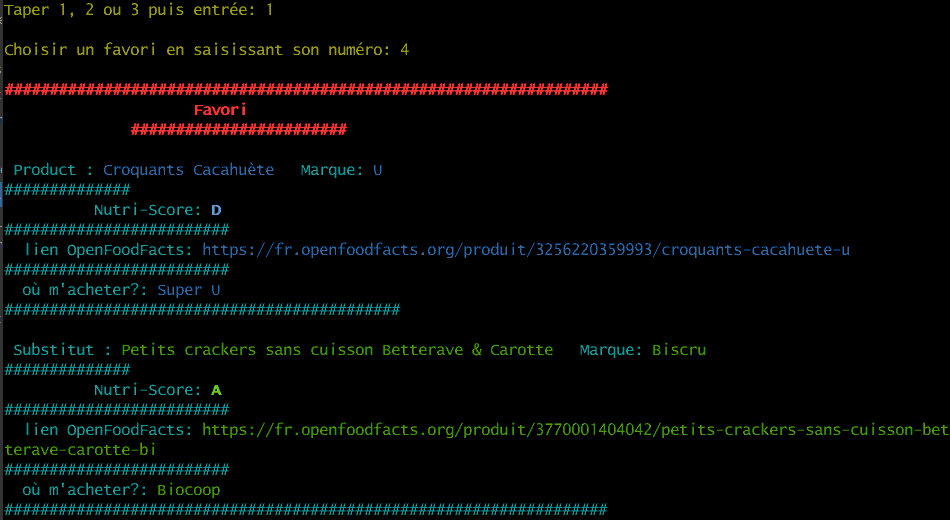 Taper 1, 2 ou 3 puis entrée: 1
Choisir un favori en saisissant son numéro: 4
###################################################################
Favori
########################
Product : Croquants Cacahuète   Marque: U
##############
Nutri-Score: D
#########################
lien OpenFoodFacts: https://fr.openfoodfacts.org/produit/3256220359993/croquants-cacahuete-u
#########################
où m'acheter?: Super U
############################################
Substitut : Petits crackers sans cuisson Betterave & Carotte   Marque: Biscru
##############
Nutri-Score: A
#########################
lien OpenFoodFacts: https://fr.openfoodfacts.org/produit/3770001404042/petits-crackers-sans-cuisson-bet
terave-carotte-bi
#########################
où m'acheter?: Biocoop
###################################################################